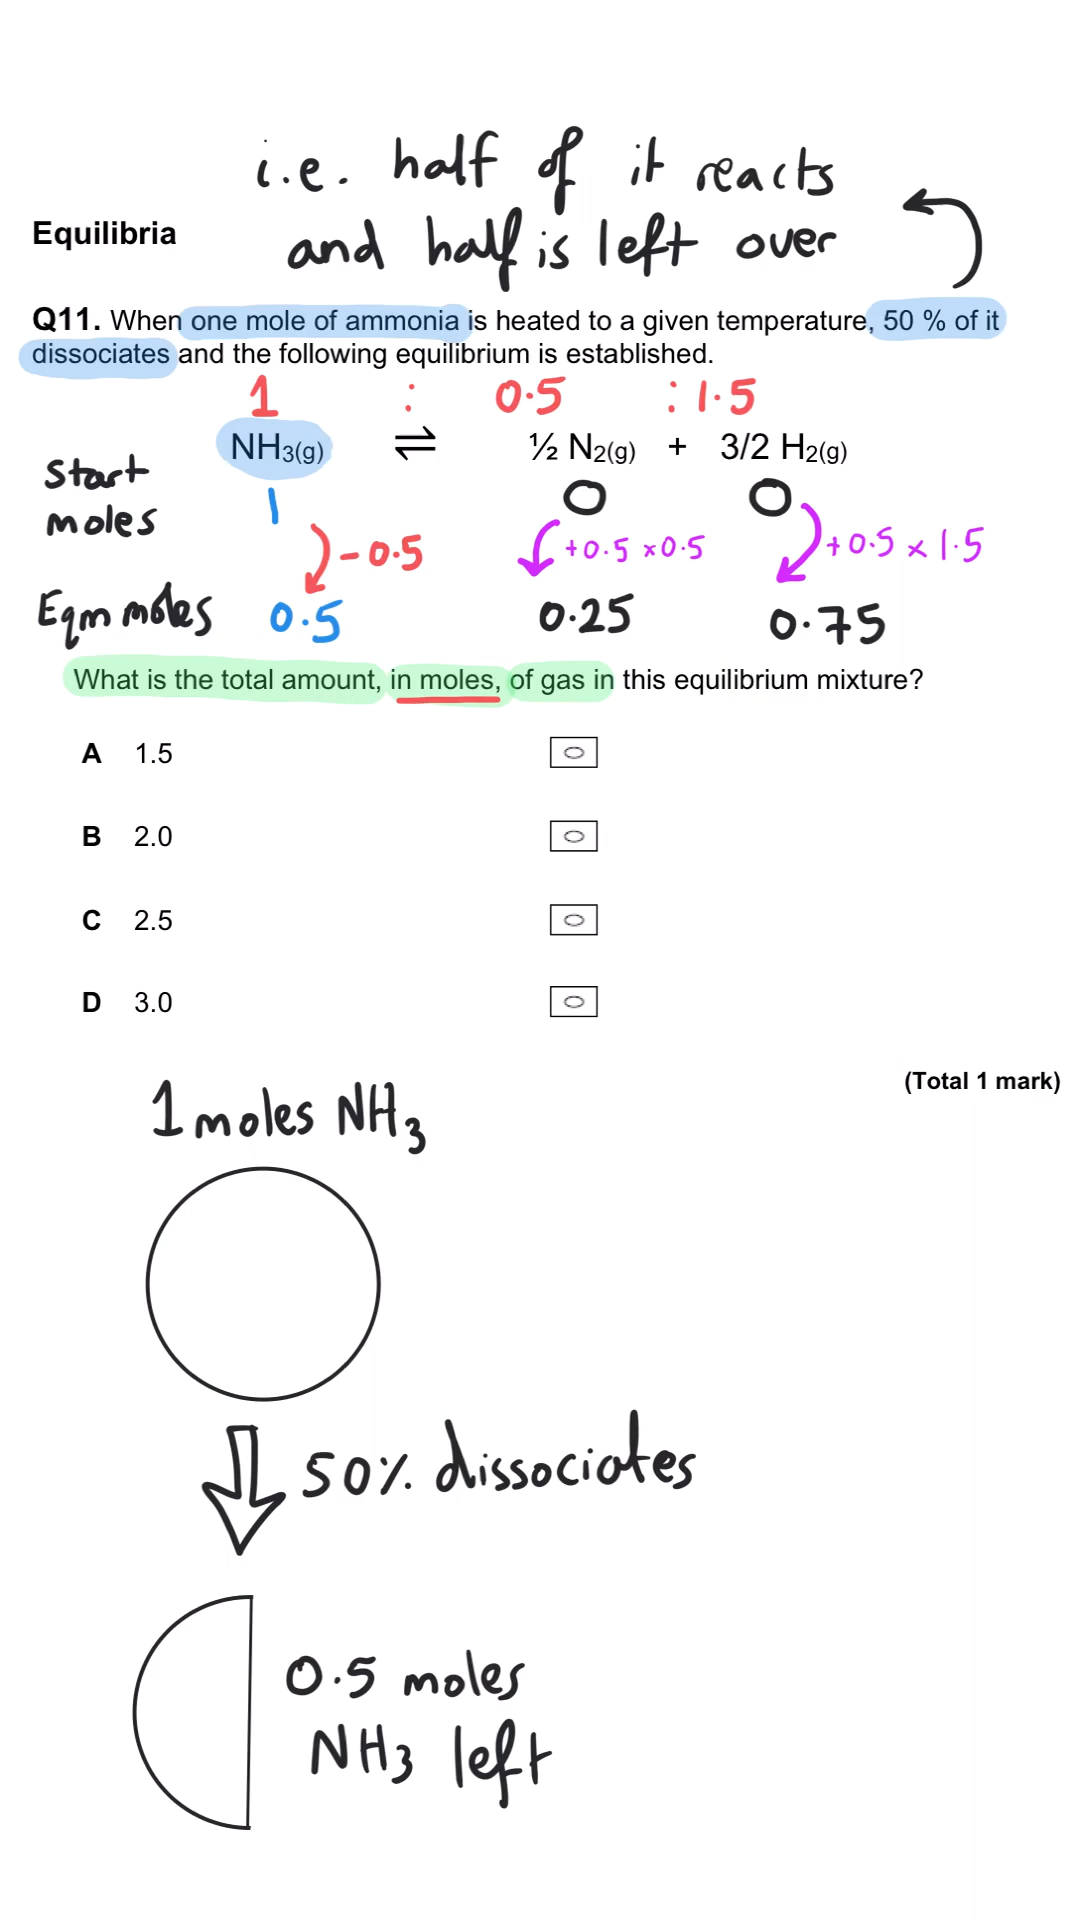 i.e. half of it reacts
Equilibria
and half is left over
Q11. When one mole of ammonia is heated to a given temperature, 50 % of it
dissociates and the following equilibrium is established.
1 : 0.5 : 1.5
NH3(g) ⇌ ½ N2(g) + 3/2 H2(g)
Start
moles
1 0 0
-0.5 +0.5 ×0.5 +0.5 × 1.5
Eqm moles 0.5 0.25 0.75
What is the total amount, in moles, of gas in this equilibrium mixture?
A 1.5
B 2.0
C 2.5
D 3.0
(Total 1 mark)
1 moles NH3
50% dissociates
0.5 moles
NH3 left